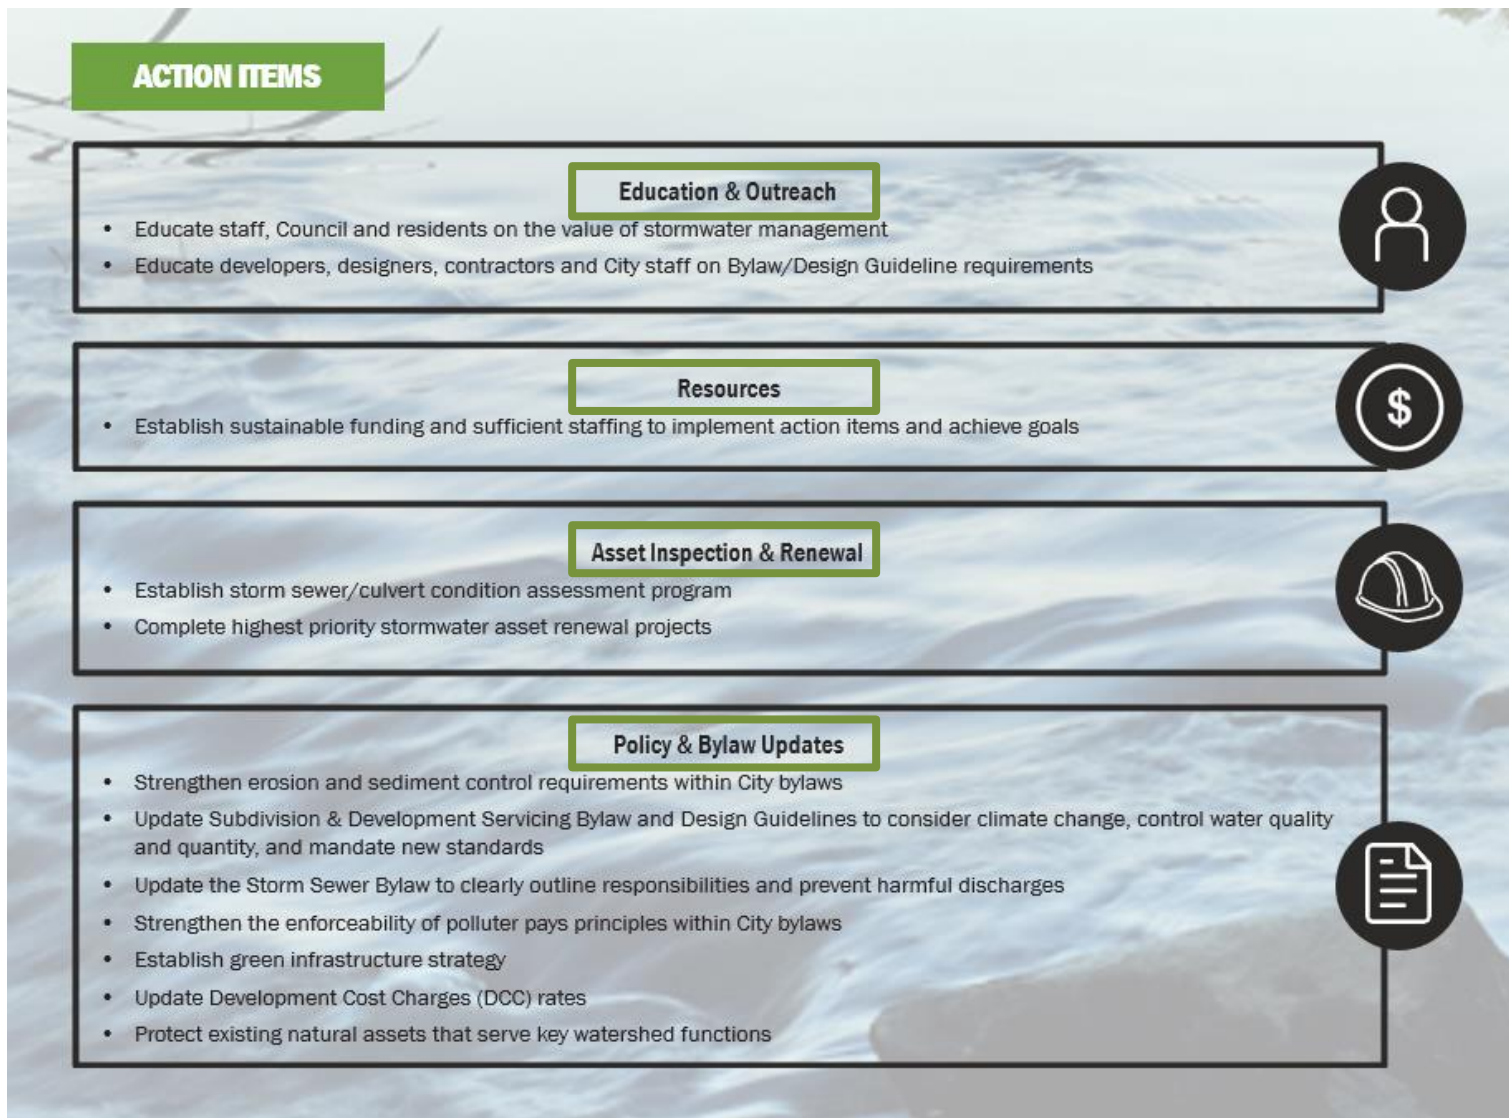 ACTION ITEMS
Education & Outreach
• Educate staff, Council and residents on the value of stormwater management
• Educate developers, designers, contractors and City staff on Bylaw/Design Guideline requirements
Resources
• Establish sustainable funding and sufficient staffing to implement action items and achieve goals
$
Asset Inspection & Renewal
• Establish storm sewer/culvert condition assessment program
• Complete highest priority stormwater asset renewal projects
Policy & Bylaw Updates
• Strengthen erosion and sediment control requirements within City bylaws
• Update Subdivision & Development Servicing Bylaw and Design Guidelines to consider climate change, control water quality
and quantity, and mandate new standards
• Update the Storm Sewer Bylaw to clearly outline responsibilities and prevent harmful discharges
• Strengthen the enforceability of polluter pays principles within City bylaws
• Establish green infrastructure strategy
• Update Development Cost Charges (DCC) rates
• Protect existing natural assets that serve key watershed functions